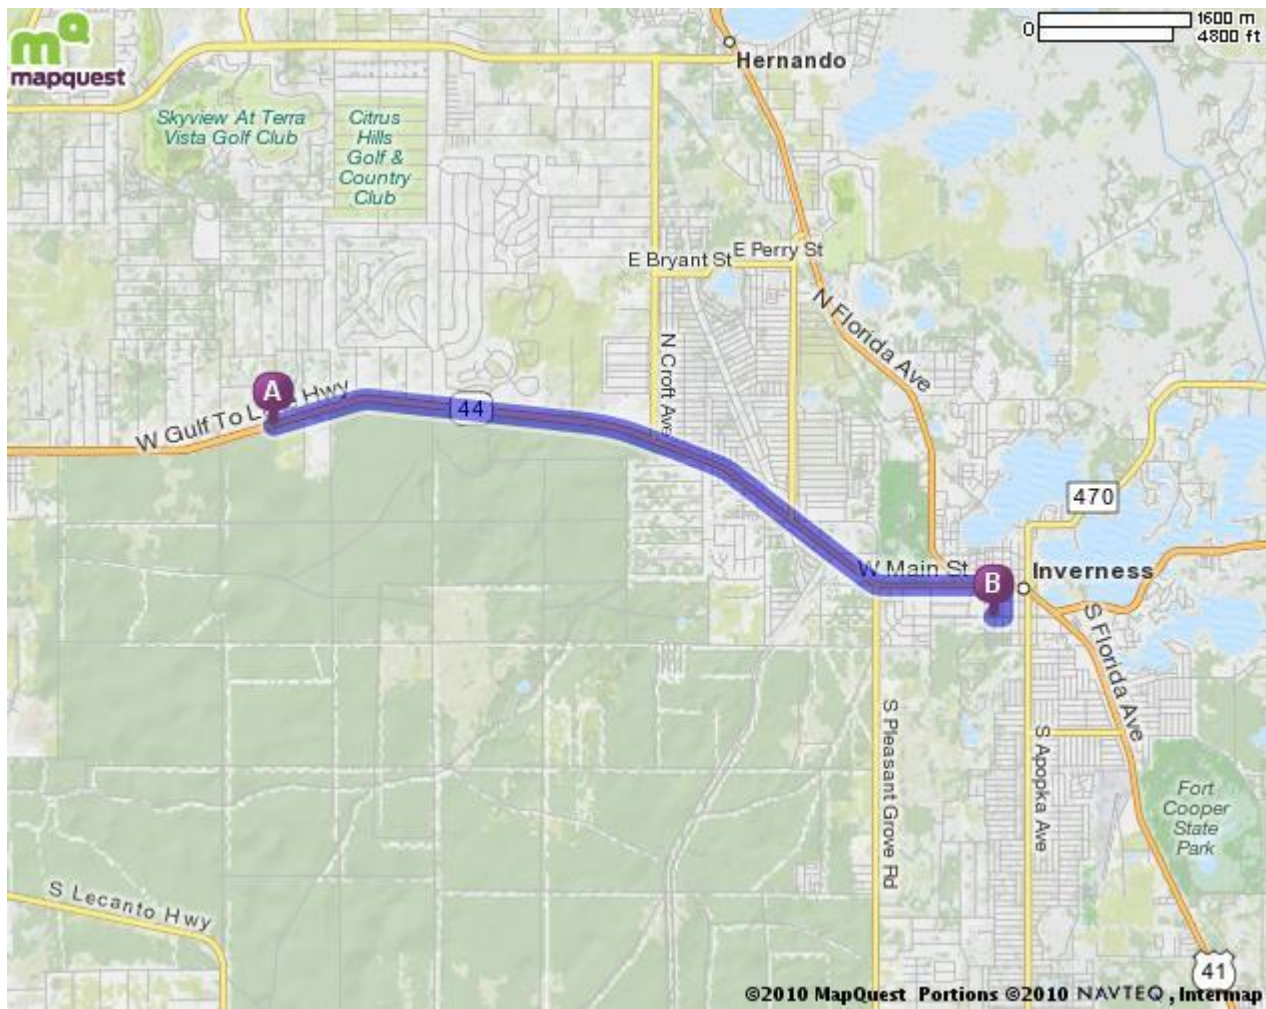 mapquest
0
1600 m
4800 ft
Hernando
Skyview At Terra
Vista Golf Club
Citrus
Hills
Golf &
Country
Club
E Bryant St
E Perry St
N Florida Ave
N Croft Ave
A
W Gulf To L Hwy
44
470
W Main St
B
Inverness
S Florida Ave
S Pleasant Grove Rd
S Apopka Ave
Fort
Cooper
State
Park
S Lecanto Hwy
41
©2010 MapQuest Portions ©2010 NAVTEQ, Intermap